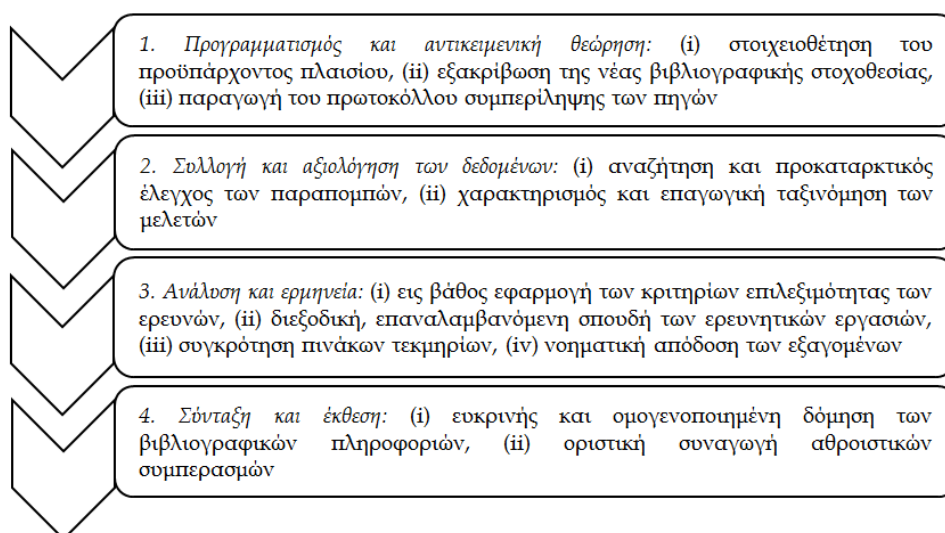 1. Προγραμματισμός και αντικειμενική θεώρηση: (i) στοιχειοθέτηση του
προϋπάρχοντος πλαισίου, (ii) εξακρίβωση της νέας βιβλιογραφικής στοχοθεσίας,
(iii) παραγωγή του πρωτοκόλλου συμπερίληψης των πηγών
2. Συλλογή και αξιολόγηση των δεδομένων: (i) αναζήτηση και προκαταρκτικός
έλεγχος των παραπομπών, (ii) χαρακτηρισμός και επαγωγική ταξινόμηση των
μελετών
3. Ανάλυση και ερμηνεία: (i) εις βάθος εφαρμογή των κριτηρίων επιλεξιμότητας των
ερευνών, (ii) διεξοδική, επαναλαμβανόμενη σπουδή των ερευνητικών εργασιών,
(iii) συγκρότηση πινάκων τεκμηρίων, (iv) νοηματική απόδοση των εξαγομένων
4. Σύνταξη και έκθεση: (i) ευκρινής και ομογενοποιημένη δόμηση των
βιβλιογραφικών πληροφοριών, (ii) οριστική συναγωγή αθροιστικών
συμπερασμών